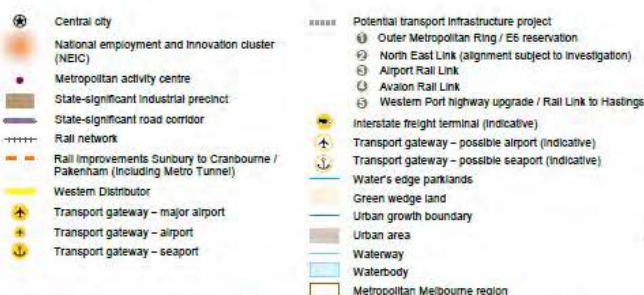 Central city
National employment and innovation cluster
(NEIC)
Metropolitan activity centre
State-significant industrial precinct
State-significant road corridor
Rail network
Rail improvements Sunbury to Cranbourne /
Pakenham (including Metro Tunnel)
Western Distributor
Transport gateway – major airport
Transport gateway – airport
Transport gateway – seaport
Potential transport infrastructure project
1 Outer Metropolitan Ring / E6 reservation
2 North East Link (alignment subject to investigation)
3 Airport Rail Link
4 Avalon Rail Link
5 Western Port highway upgrade / Rail Link to Hastings
Interstate freight terminal (indicative)
Transport gateway – possible airport (indicative)
Transport gateway – possible seaport (indicative)
Water's edge parklands
Green wedge land
Urban growth boundary
Urban area
Waterway
Waterbody
Metropolitan Melbourne region